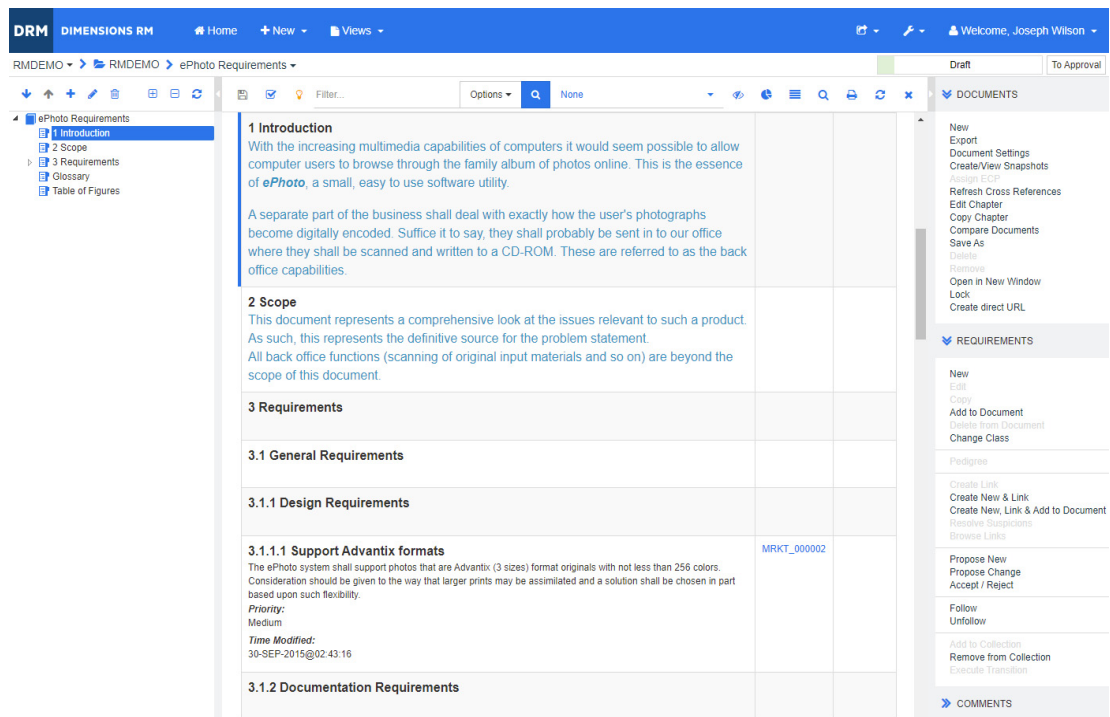 DRM DIMENSIONS RM Home New Views Welcome, Joseph Wilson
RMDEMO RMDEMO ePhoto Requirements Draft To Approval
Filter... Options None
ePhoto Requirements
1 Introduction
2 Scope
3 Requirements
Glossary
Table of Figures
1 Introduction
With the increasing multimedia capabilities of computers it would seem possible to allow
computer users to browse through the family album of photos online. This is the essence
of ePhoto, a small, easy to use software utility.
A separate part of the business shall deal with exactly how the user's photographs
become digitally encoded. Suffice it to say, they shall probably be sent in to our office
where they shall be scanned and written to a CD-ROM. These are referred to as the back
office capabilities.
2 Scope
This document represents a comprehensive look at the issues relevant to such a product.
As such, this represents the definitive source for the problem statement.
All back office functions (scanning of original input materials and so on) are beyond the
scope of this document.
3 Requirements
3.1 General Requirements
3.1.1 Design Requirements
3.1.1.1 Support Advantix formats MRKT_000002
The ePhoto system shall support photos that are Advantix (3 sizes) format originals with not less than 256 colors.
Consideration should be given to the way that larger prints may be assimilated and a solution shall be chosen in part
based upon such flexibility.
Priority:
Medium
Time Modified:
30-SEP-2015@02:43:16
3.1.2 Documentation Requirements
DOCUMENTS
New
Export
Document Settings
Create/View Snapshots
Assign ECP
Refresh Cross References
Edit Chapter
Copy Chapter
Compare Documents
Save As
Delete
Remove
Open in New Window
Lock
Create direct URL
REQUIREMENTS
New
Edit
Copy
Add to Document
Delete from Document
Change Class
Pedigree
Create Link
Create New & Link
Create New, Link & Add to Document
Resolve Suspicions
Browse Links
Propose New
Propose Change
Accept / Reject
Follow
Unfollow
Add to Collection
Remove from Collection
Execute Transition
COMMENTS